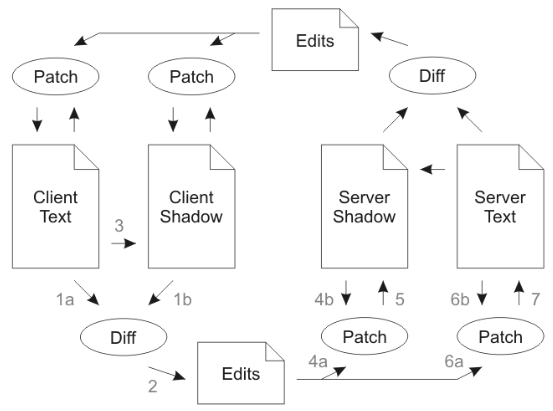 Edits
Patch
Patch
Diff
Client
Text
Client
Shadow
Server
Shadow
Server
Text
3
1a
1b
4b
5
6b
7
Diff
Patch
Patch
2
Edits
4a
6a